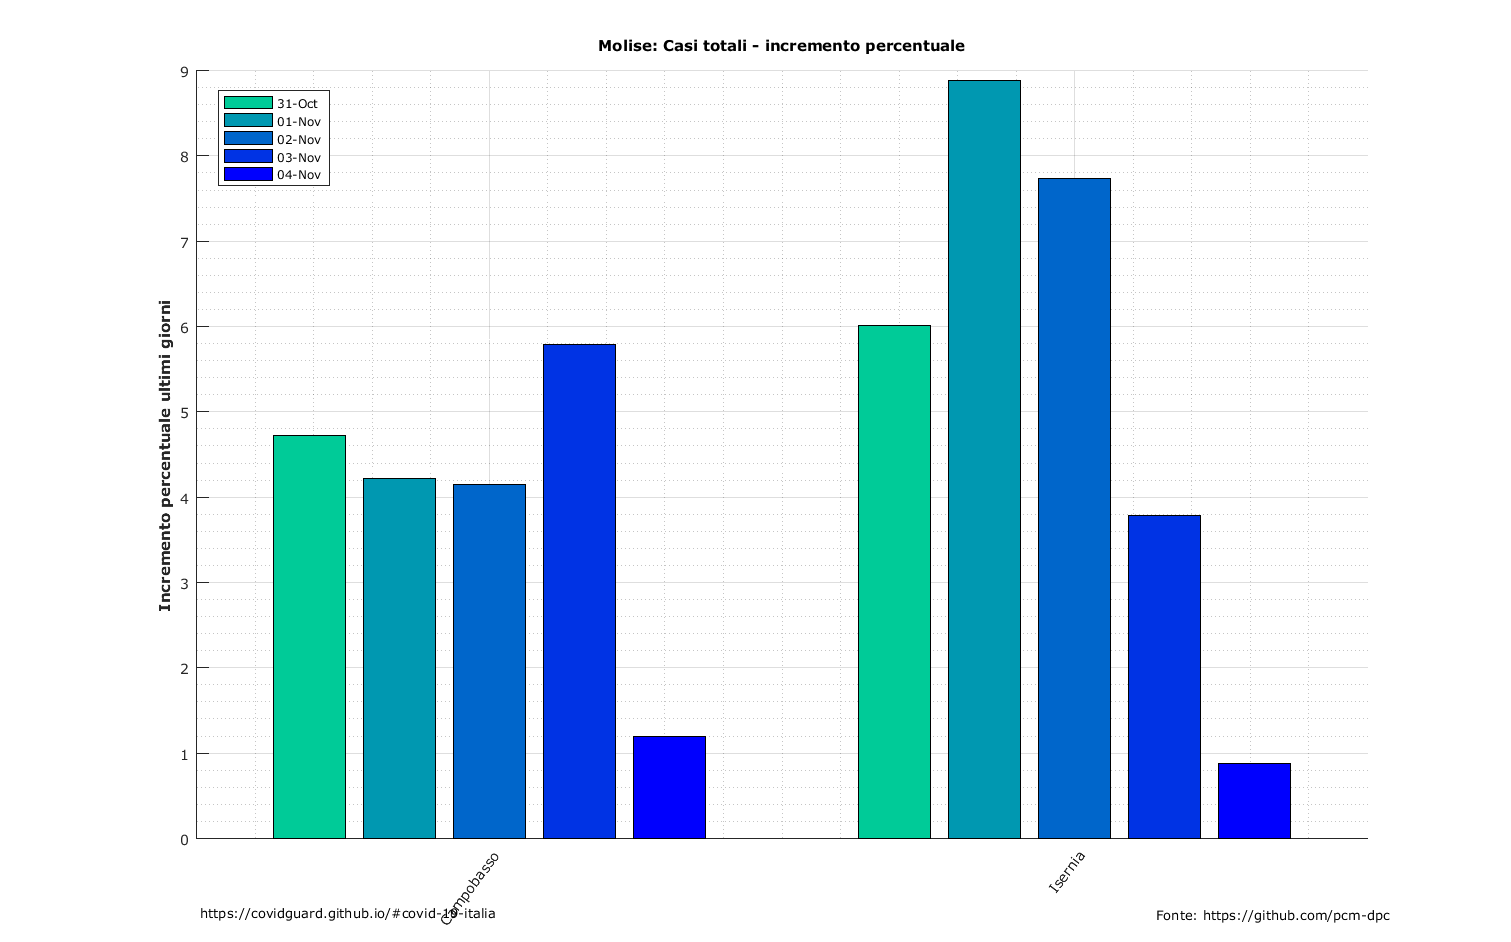 Molise: Casi totali - incremento percentuale
Incremento percentuale ultimi giorni
9
8
7
6
5
4
3
2
1
0
31-Oct
01-Nov
02-Nov
03-Nov
04-Nov
Campobasso
Isernia
https://covidguard.github.io/#covid-19-italia
Fonte: https://github.com/pcm-dpc